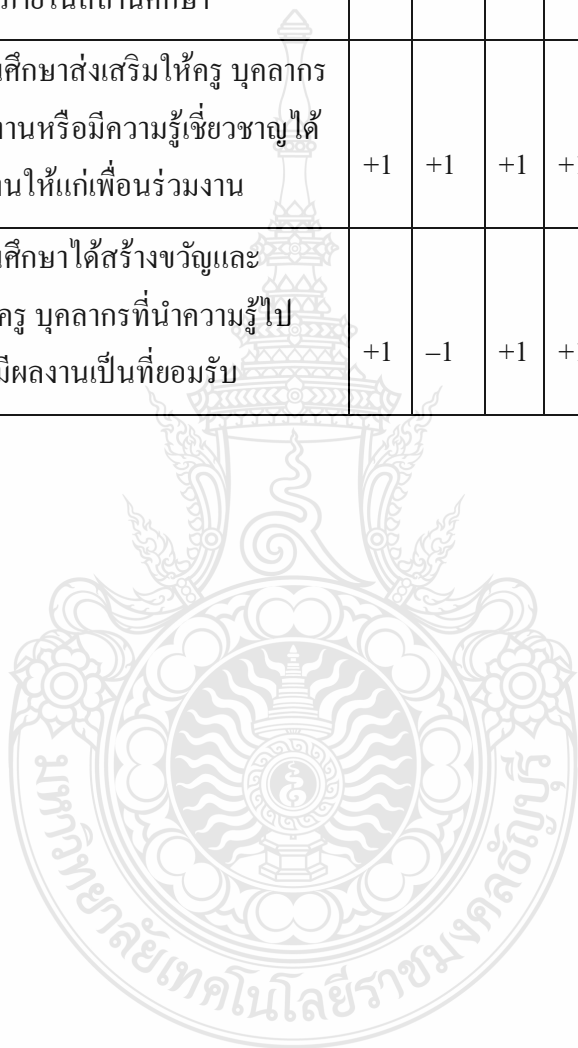 ภายในสถานศึกษา
ศึกษาส่งเสริมให้ครู บุคลากร
งานหรือมีความรู้เชี่ยวชาญได้
านให้แก่เพื่อนร่วมงาน
+1 +1 +1
ศึกษาได้สร้างขวัญและ
ครู บุคลากรที่นำความรู้ไป
มีผลงานเป็นที่ยอมรับ
+1 –1 +1
มหาวิทยาลัยเทคโนโลยีราชมงคลธัญบุรี